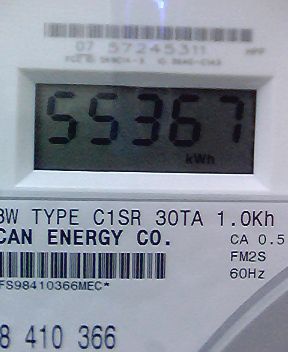 07 57245311
55367
kWh
3W TYPE C1SR 30TA 1.0Kh
CAN ENERGY CO.
CA 0.5
FM2S
60Hz
FS98410366MEC*
8 410 366